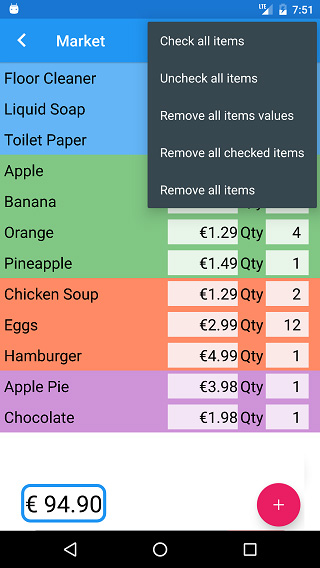 LTE 7:51
Market
Check all items
Uncheck all items
Remove all items values
Remove all checked items
Remove all items
Floor Cleaner
Liquid Soap
Toilet Paper
Apple
Banana
Orange €1.29 Qty 4
Pineapple €1.49 Qty 1
Chicken Soup €1.29 Qty 2
Eggs €2.99 Qty 12
Hamburger €4.99 Qty 1
Apple Pie €3.98 Qty 1
Chocolate €1.98 Qty 1
€ 94.90
+